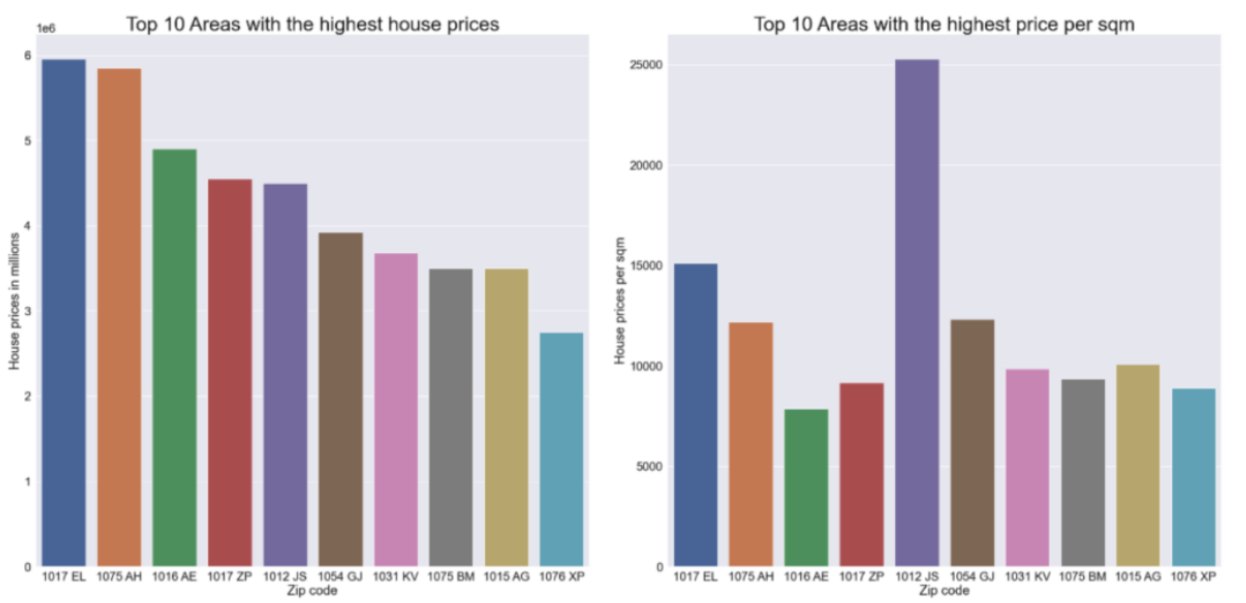 Top 10 Areas with the highest house prices
1e6
6
5
4
3
2
1
0
House prices in millions
1017 EL 1075 AH 1016 AE 1017 ZP 1012 JS 1054 GJ 1031 KV 1075 BM 1015 AG 1076 XP
Zip code
Top 10 Areas with the highest price per sqm
25000
20000
15000
10000
5000
0
House prices per sqm
1017 EL 1075 AH 1016 AE 1017 ZP 1012 JS 1054 GJ 1031 KV 1075 BM 1015 AG 1076 XP
Zip code